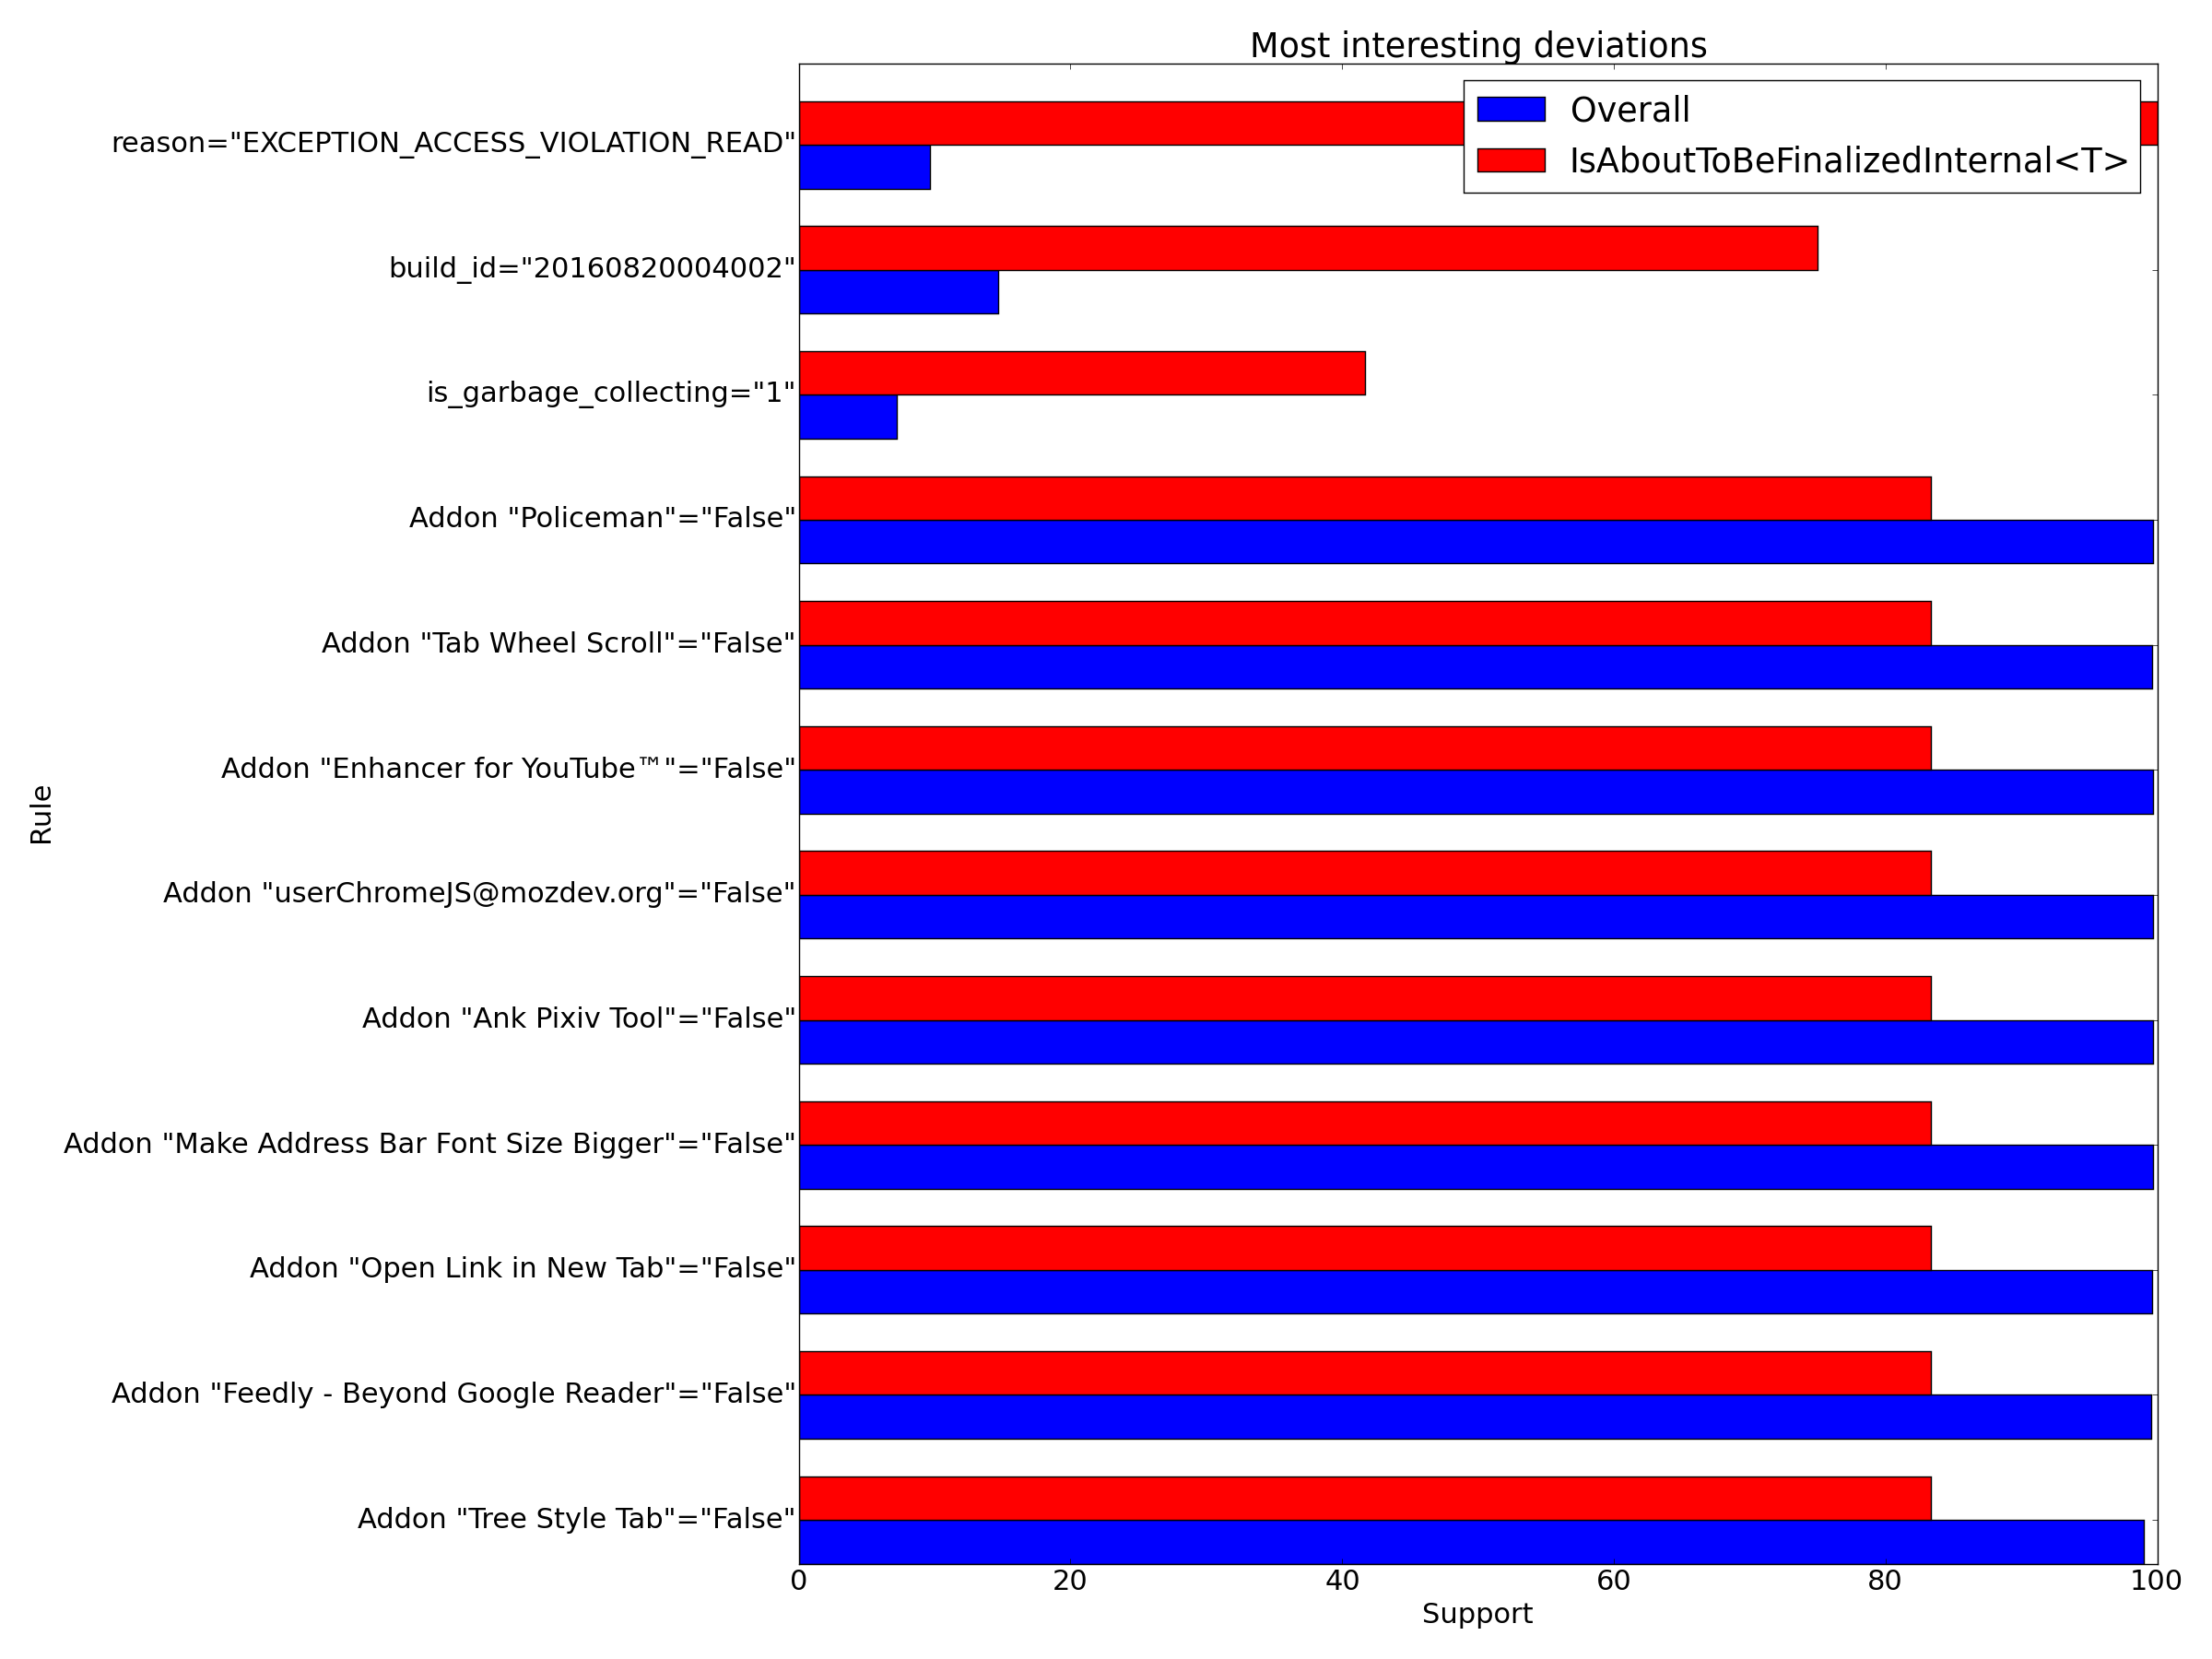 Most interesting deviations
Overall
IsAboutToBeFinalizedInternal<T>
reason="EXCEPTION_ACCESS_VIOLATION_READ"
build_id="20160820004002"
is_garbage_collecting="1"
Addon "Policeman"="False"
Addon "Tab Wheel Scroll"="False"
Addon "Enhancer for YouTube™"="False"
Addon "userChromeJS@mozdev.org"="False"
Addon "Ank Pixiv Tool"="False"
Addon "Make Address Bar Font Size Bigger"="False"
Addon "Open Link in New Tab"="False"
Addon "Feedly - Beyond Google Reader"="False"
Addon "Tree Style Tab"="False"
Rule
0 20 40 60 80 100
Support